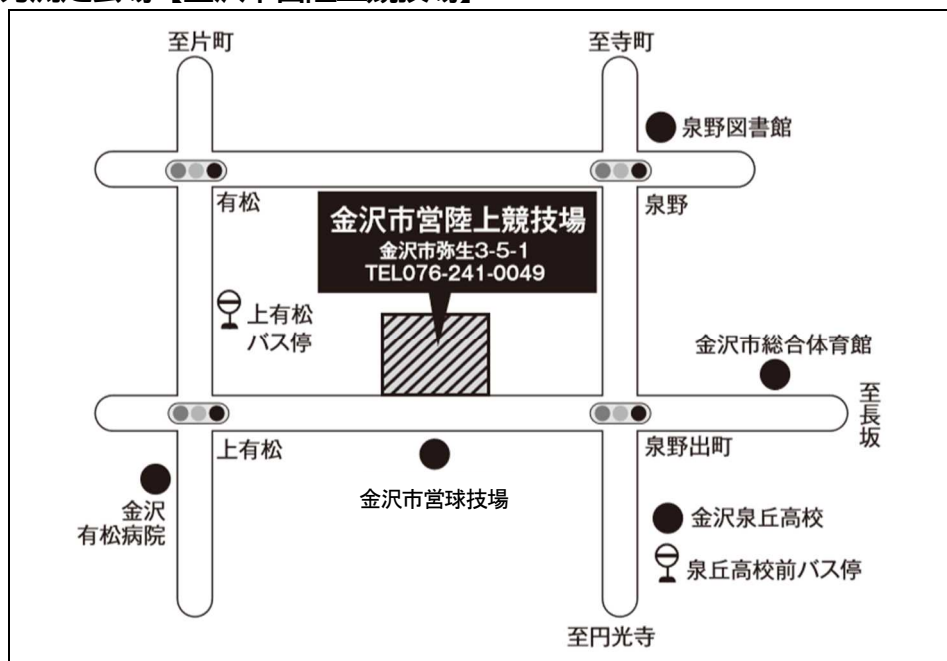 至片町
至寺町
泉野図書館
有松
泉野
金沢市営陸上競技場
金沢市弥生3-5-1
TEL076-241-0049
上有松
バス停
金沢市総合体育館
至長坂
上有松
泉野出町
金沢
有松病院
金沢市営球技場
金沢泉丘高校
泉丘高校前バス停
至円光寺